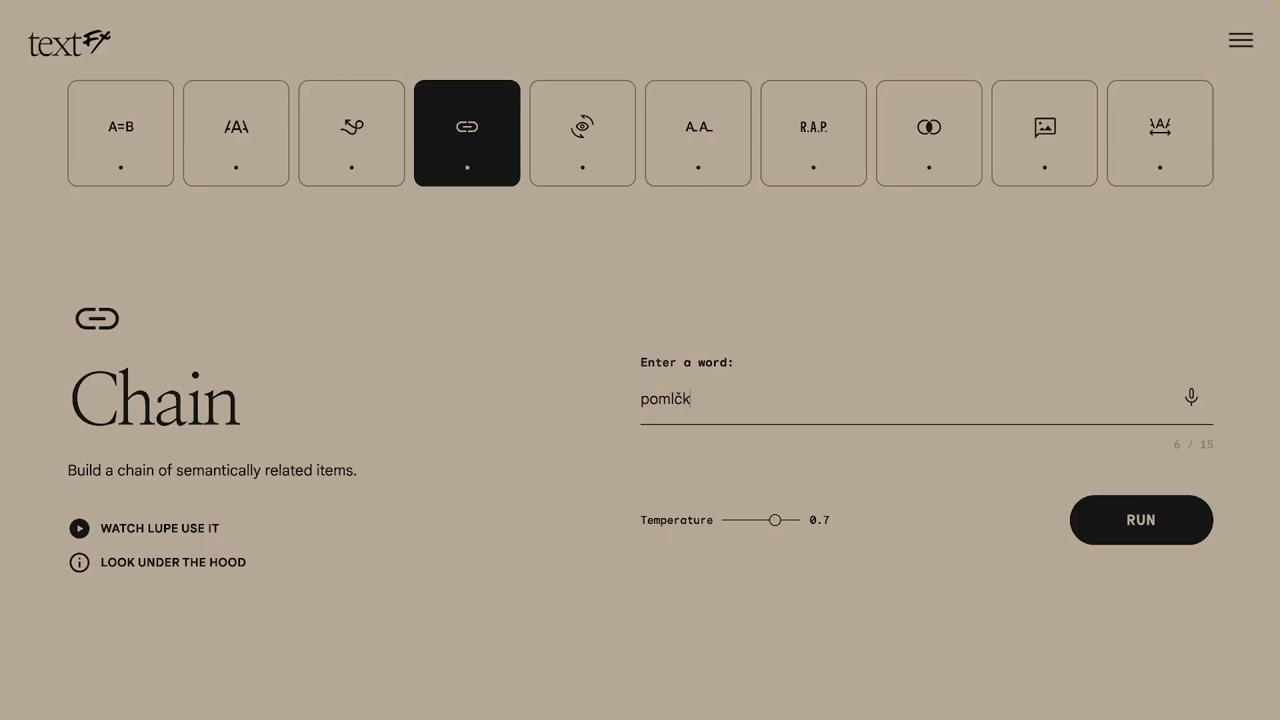 textFX
A=B
A.A.
R.A.P.
Enter a word:
pomlčk
6 / 15
Chain
Build a chain of semantically related items.
WATCH LUPE USE IT
LOOK UNDER THE HOOD
Temperature 0.7
RUN